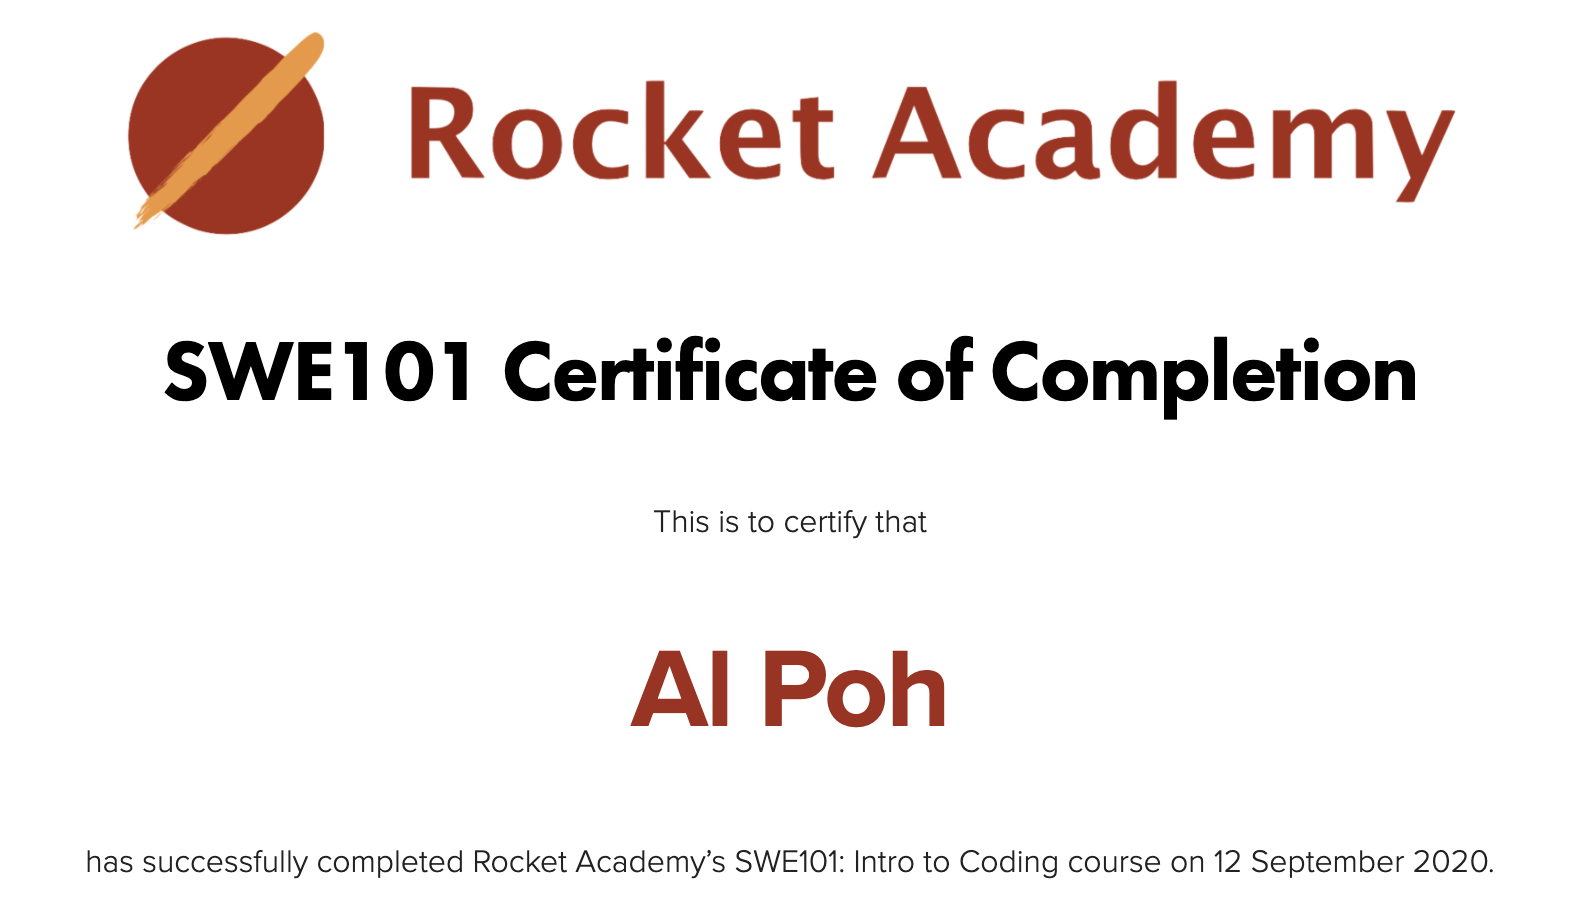 Rocket Academy
SWE101 Certificate of Completion
This is to certify that
Al Poh
has successfully completed Rocket Academy’s SWE101: Intro to Coding course on 12 September 2020.